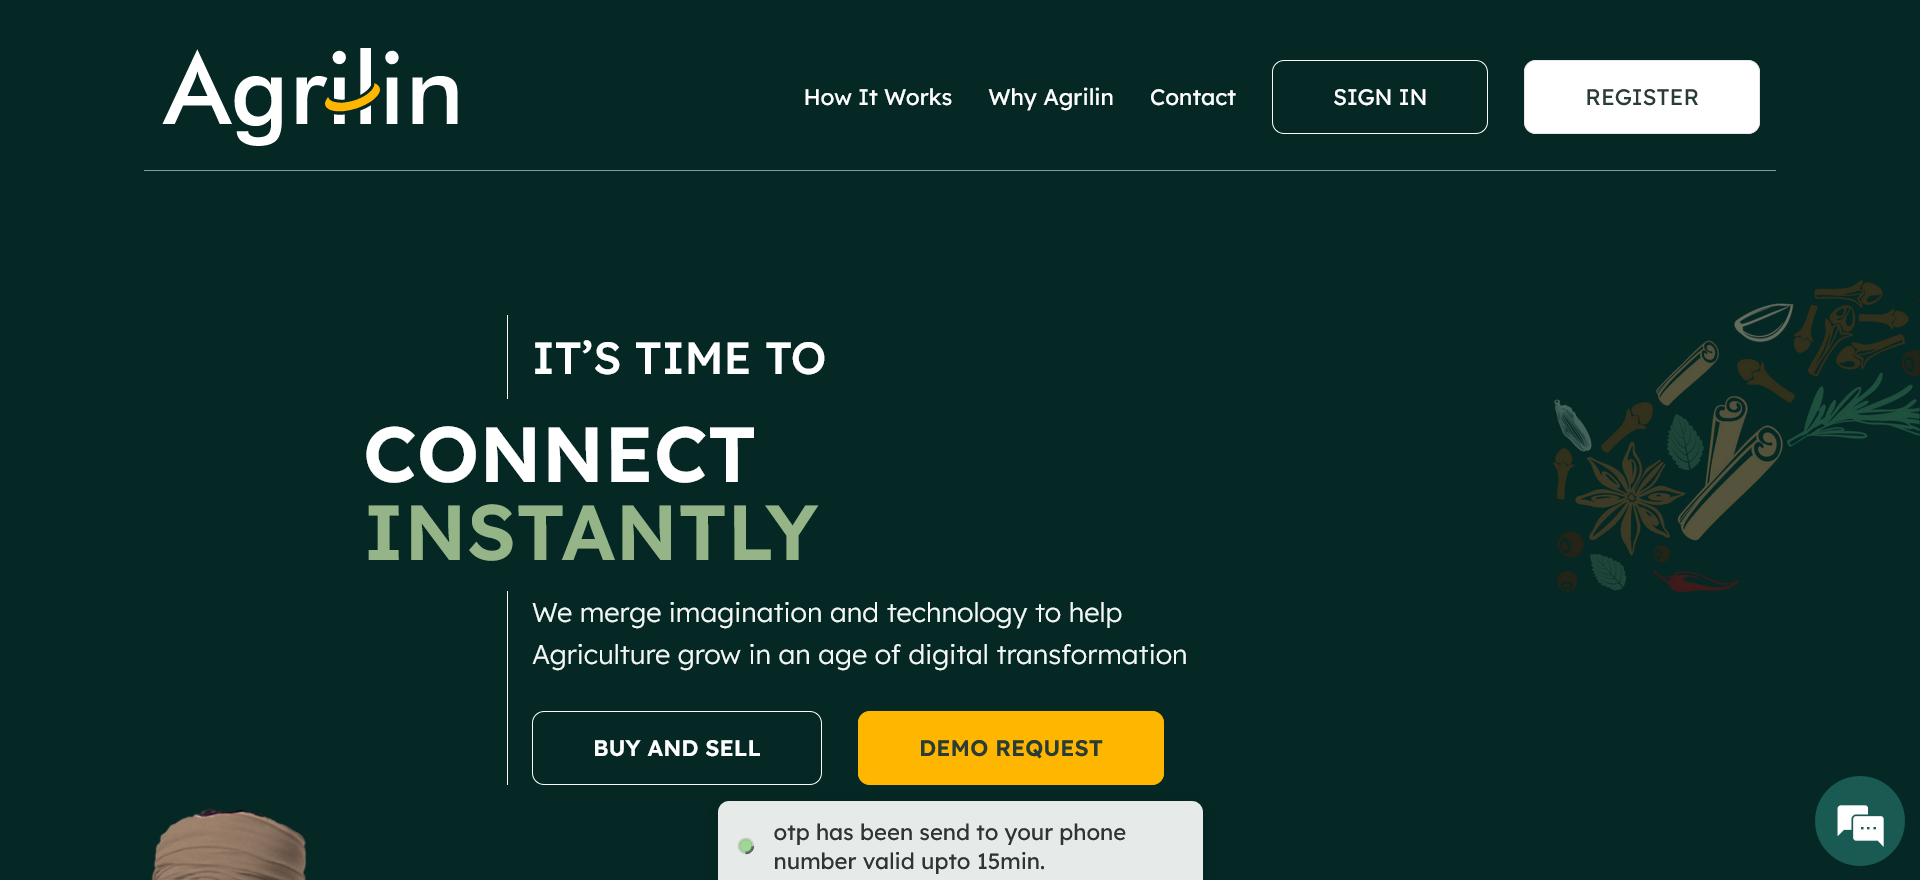 Agrilin
How It Works
Why Agrilin
Contact
SIGN IN
REGISTER
IT’S TIME TO
CONNECT
INSTANTLY
We merge imagination and technology to help
Agriculture grow in an age of digital transformation
BUY AND SELL
DEMO REQUEST
otp has been send to your phone
number valid upto 15min.